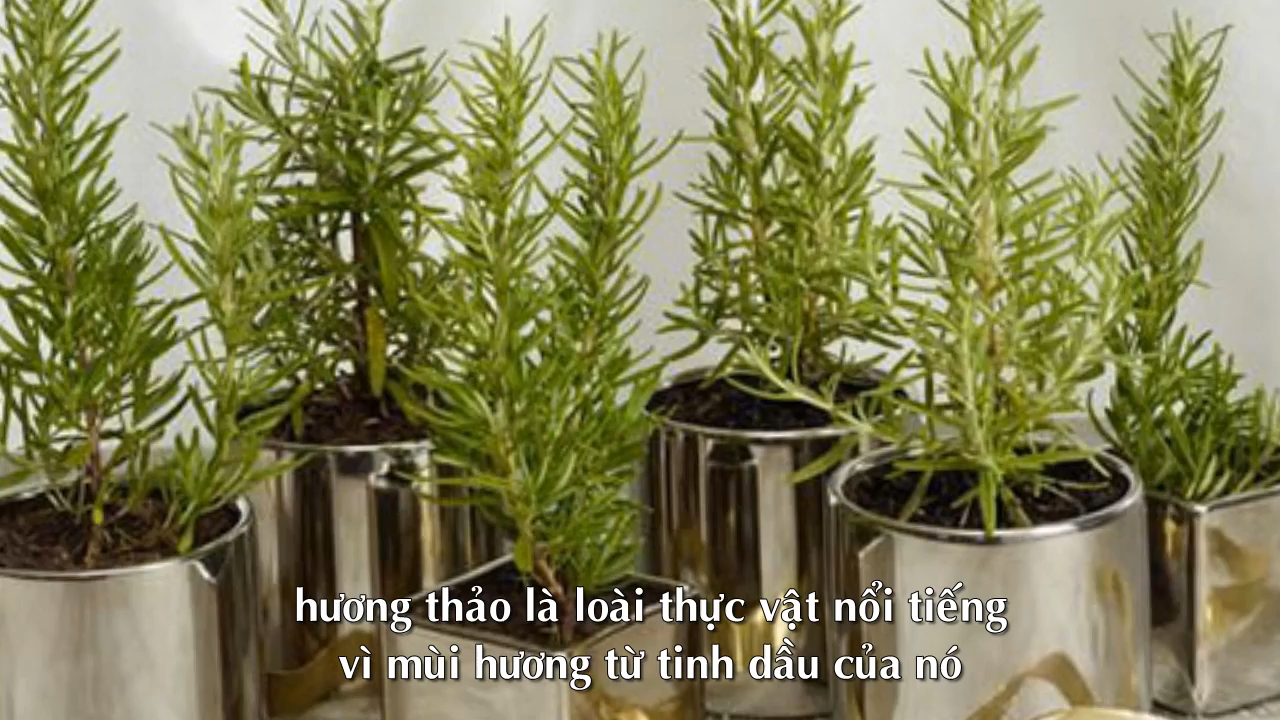 hương thảo là loài thực vật nổi tiếng
vì mùi hương từ tinh dầu của nó